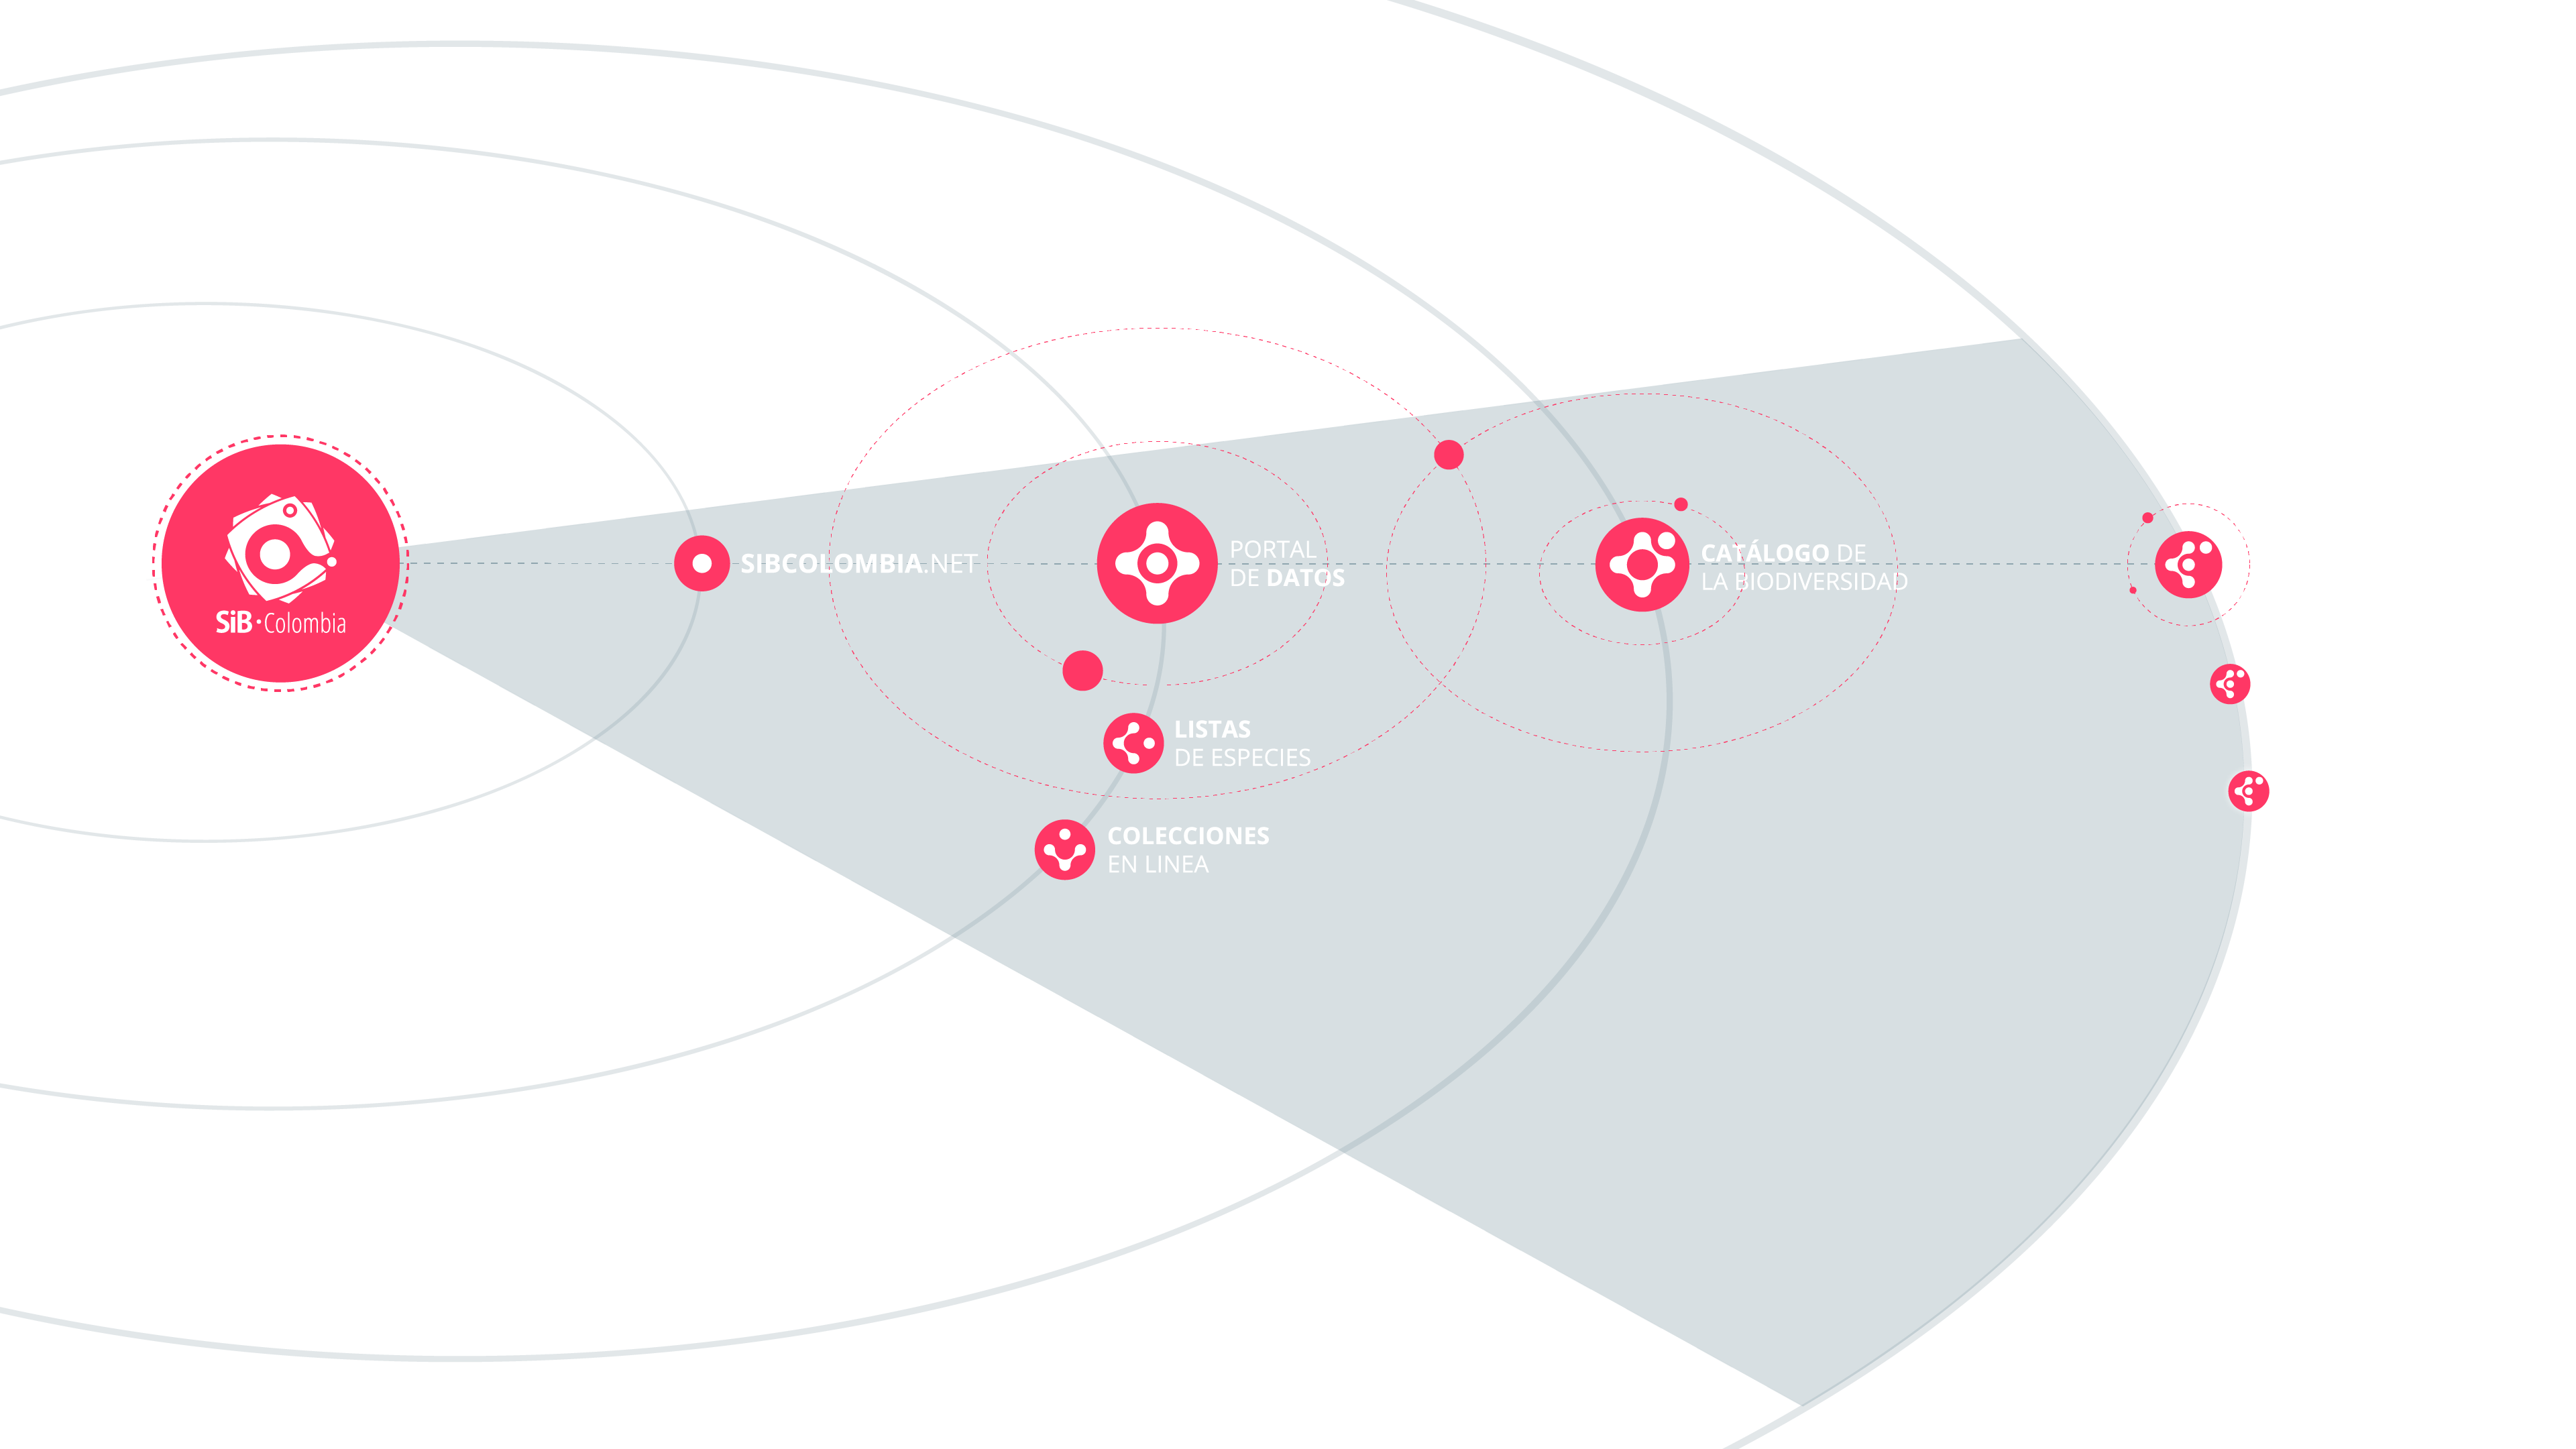 SiB·Colombia
SIBCOLOMBIA.NET
PORTAL
DE DATOS
CATÁLOGO DE
LA BIODIVERSIDAD
LISTAS
DE ESPECIES
COLECCIONES
EN LINEA